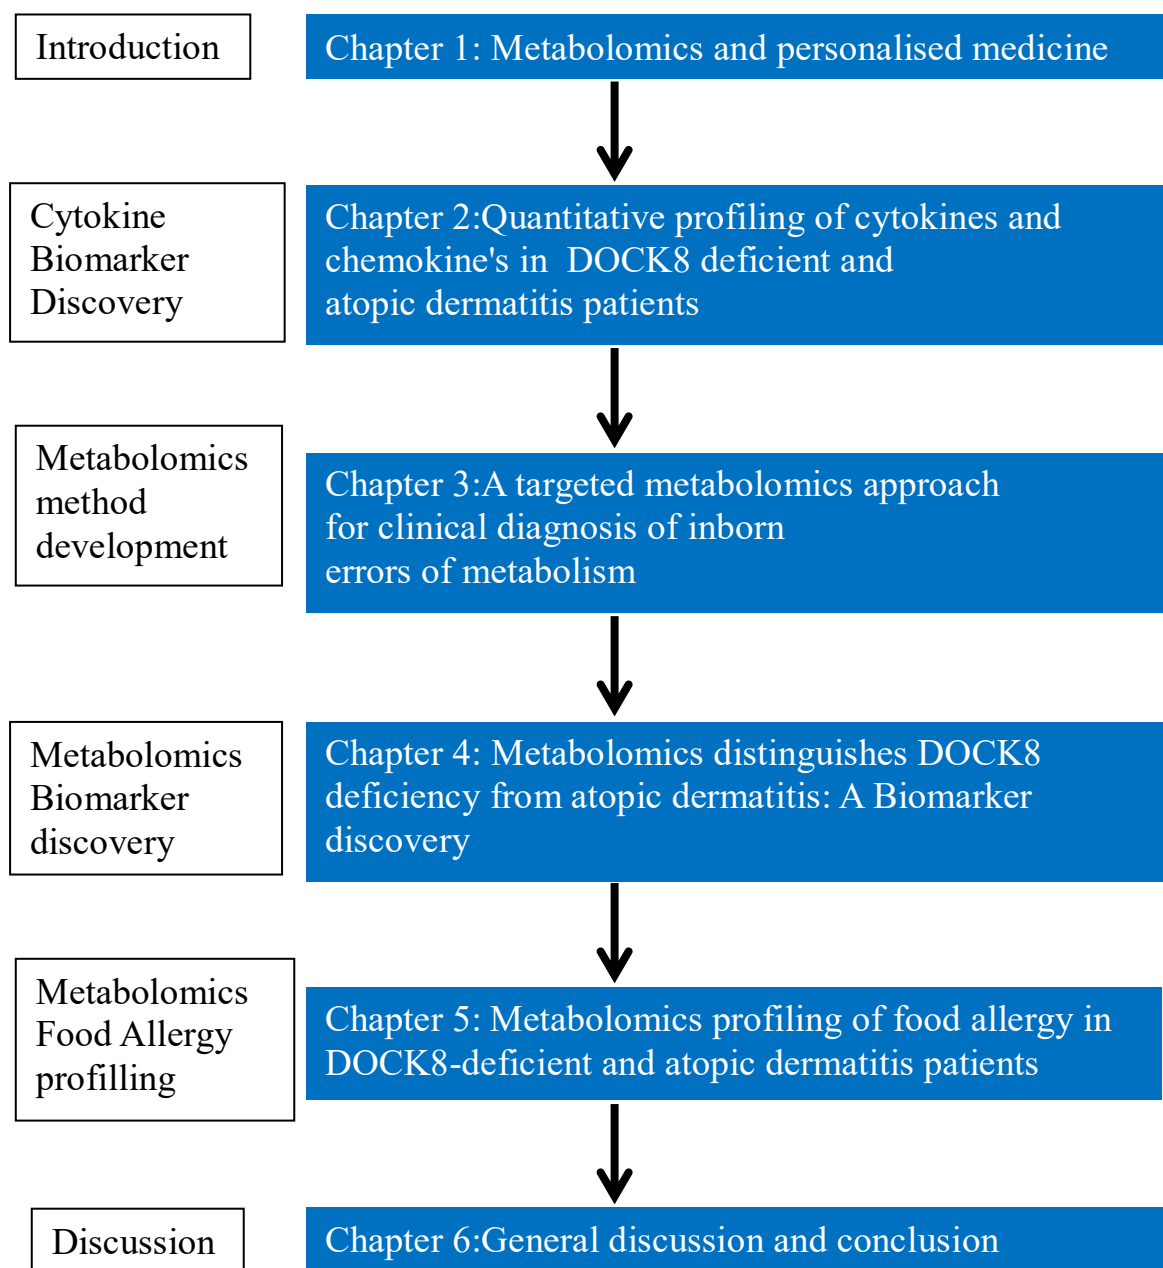 Introduction
Chapter 1: Metabolomics and personalised medicine
Cytokine
Biomarker
Discovery
Chapter 2:Quantitative profiling of cytokines and
chemokine's in  DOCK8 deficient and
atopic dermatitis patients
Metabolomics
method
development
Chapter 3:A targeted metabolomics approach
for clinical diagnosis of inborn
errors of metabolism
Metabolomics
Biomarker
discovery
Chapter 4: Metabolomics distinguishes DOCK8
deficiency from atopic dermatitis: A Biomarker
discovery
Metabolomics
Food Allergy
profilling
Chapter 5: Metabolomics profiling of food allergy in
DOCK8-deficient and atopic dermatitis patients
Discussion
Chapter 6:General discussion and conclusion